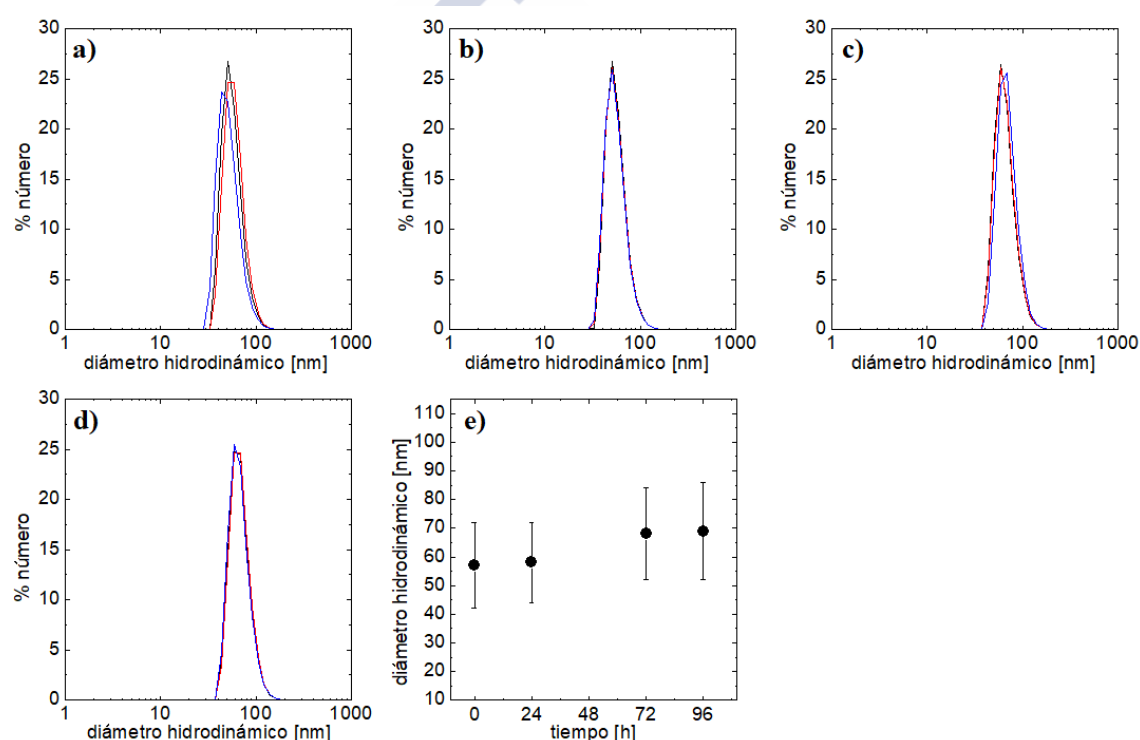 a)
30
25
20
15
10
5
0
% número
1 10 100 1000
diámetro hidrodinámico [nm]
b)
30
25
20
15
10
5
0
% número
1 10 100 1000
diámetro hidrodinámico [nm]
c)
30
25
20
15
10
5
0
% número
1 10 100 1000
diámetro hidrodinámico [nm]
d)
30
25
20
15
10
5
0
% número
1 10 100 1000
diámetro hidrodinámico [nm]
e)
110
100
90
80
70
60
50
40
30
20
10
diámetro hidrodinámico [nm]
0 24 48 72 96
tiempo [h]